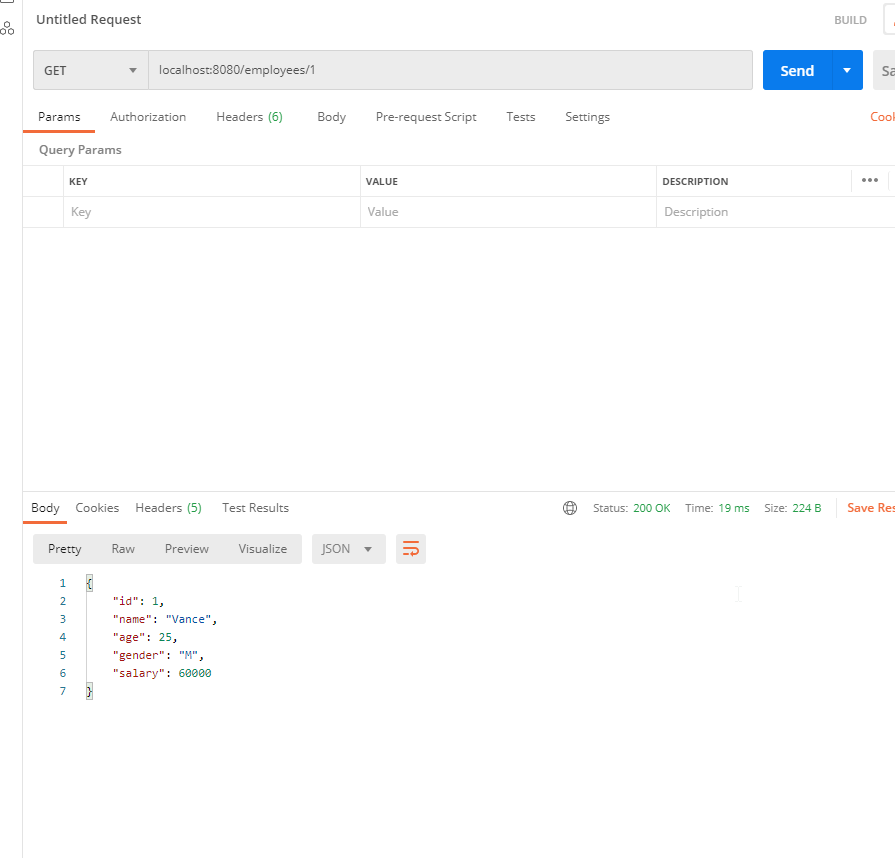 Untitled Request
BUILD
GET localhost:8080/employees/1 Send
Params Authorization Headers (6) Body Pre-request Script Tests Settings
Query Params
KEY VALUE DESCRIPTION •••
Key Value Description
Body Cookies Headers (5) Test Results Status: 200 OK Time: 19 ms Size: 224 B Save
Pretty Raw Preview Visualize JSON
1 {
2 "id": 1,
3 "name": "Vance",
4 "age": 25,
5 "gender": "M",
6 "salary": 60000
7 }